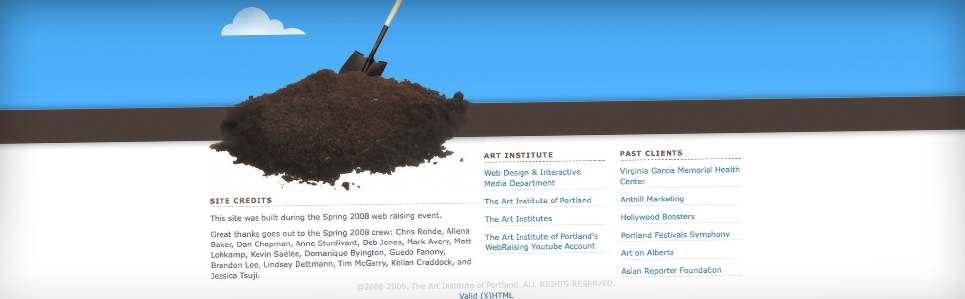 SITE CREDITS
This site was built during the Spring 2008 web raising event.
Great thanks goes out to the Spring 2008 crew: Chris Rohde, Allena
Baker, Dan Chapman, Anne Sturdivant, Deb Jones, Mark Avery, Matt
Lohkamp, Kevin Saelee, Domanique Byington, Guedo Fanony,
Brandon Lee, Lindsey Dettmann, Tim McGarry, Kellan Craddock, and
Jessica Tsuji.
ART INSTITUTE
Web Design & Interactive
Media Department
The Art Institute of Portland
The Art Institutes
The Art Institute of Portland's
WebRaising Youtube Account
PAST CLIENTS
Virginia Garcia Memorial Health
Center
Anthill Marketing
Hollywood Boosters
Portland Festivals Symphony
Art on Alberta
Asian Reporter Foundation
©2008-2009, The Art Institute of Portland. ALL RIGHTS RESERVED.
Valid (X)HTML